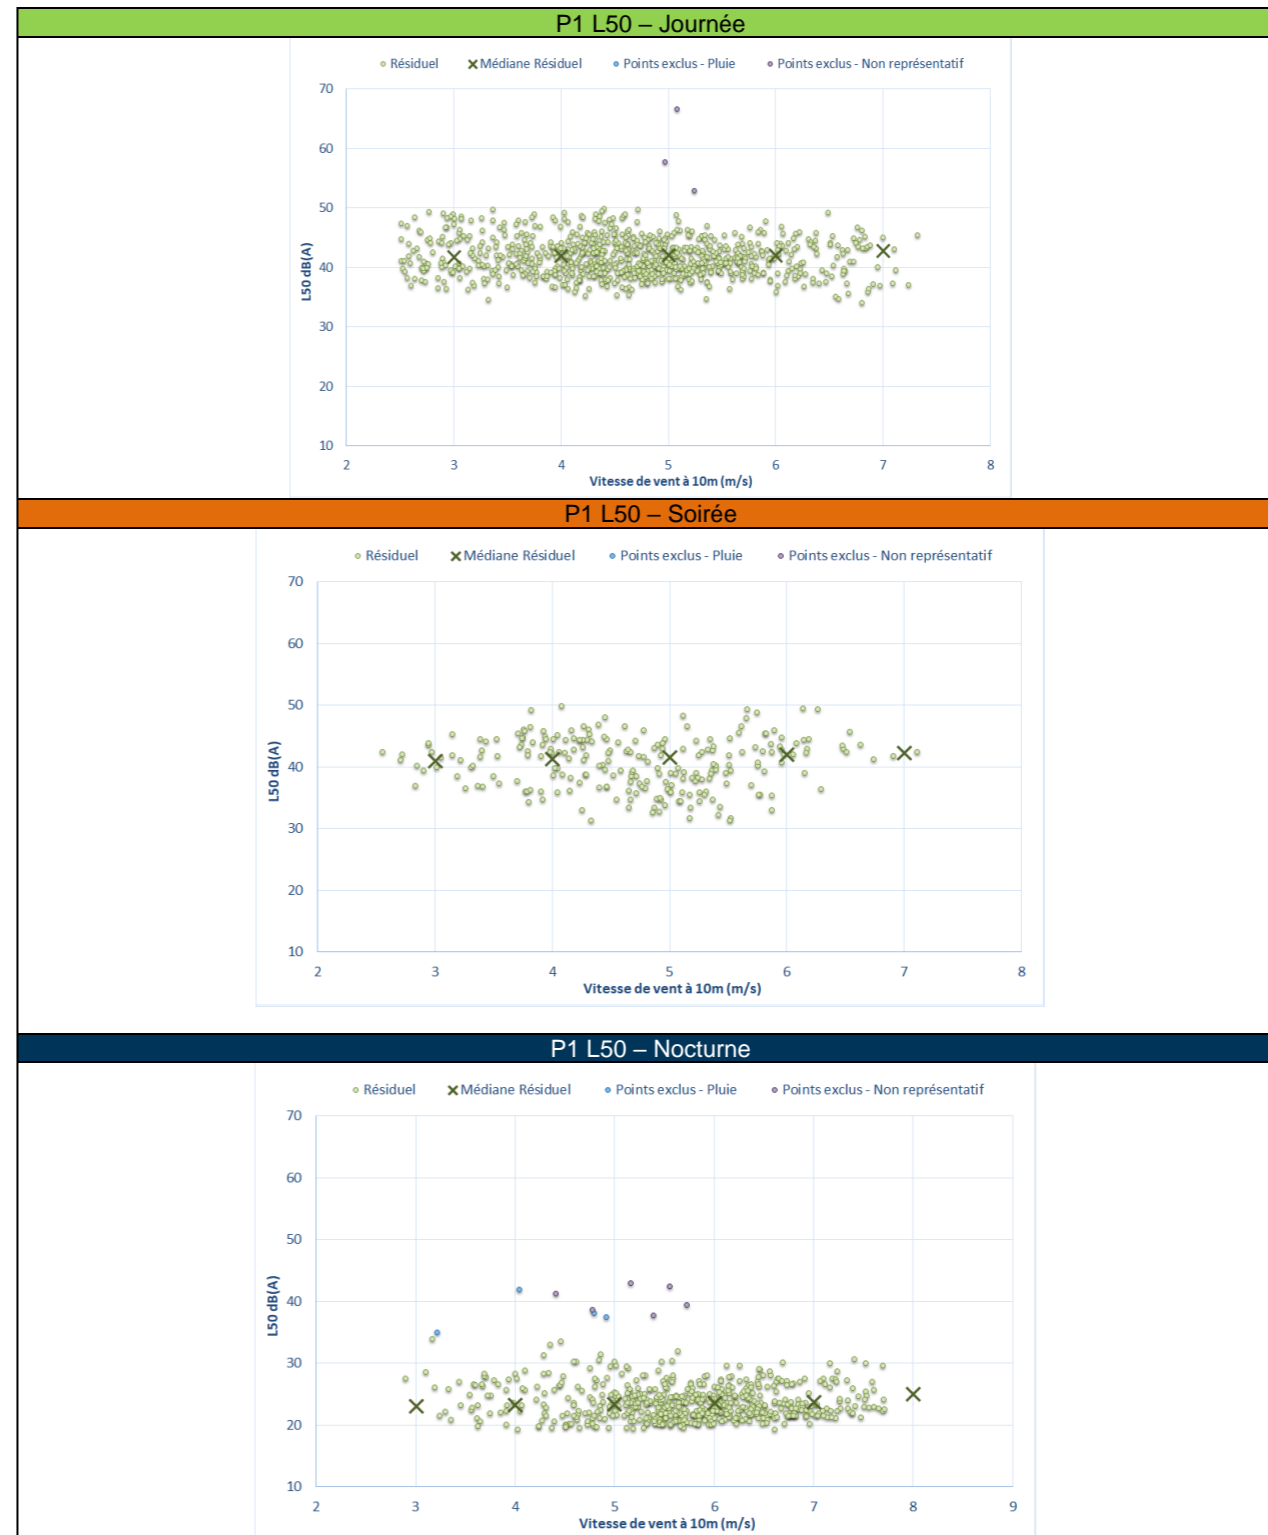 P1 L50 – Journée
Résiduel Médiane Résiduel Points exclus - Pluie Points exclus - Non représentatif
70
60
50
40
30
20
10
L50 dB(A)
2 3 4 5 6 7 8
Vitesse de vent à 10m (m/s)
P1 L50 – Soirée
Résiduel Médiane Résiduel Points exclus - Pluie Points exclus - Non représentatif
70
60
50
40
30
20
10
L50 dB(A)
2 3 4 5 6 7 8
Vitesse de vent à 10m (m/s)
P1 L50 – Nocturne
Résiduel Médiane Résiduel Points exclus - Pluie Points exclus - Non représentatif
70
60
50
40
30
20
10
L50 dB(A)
2 3 4 5 6 7 8 9
Vitesse de vent à 10m (m/s)